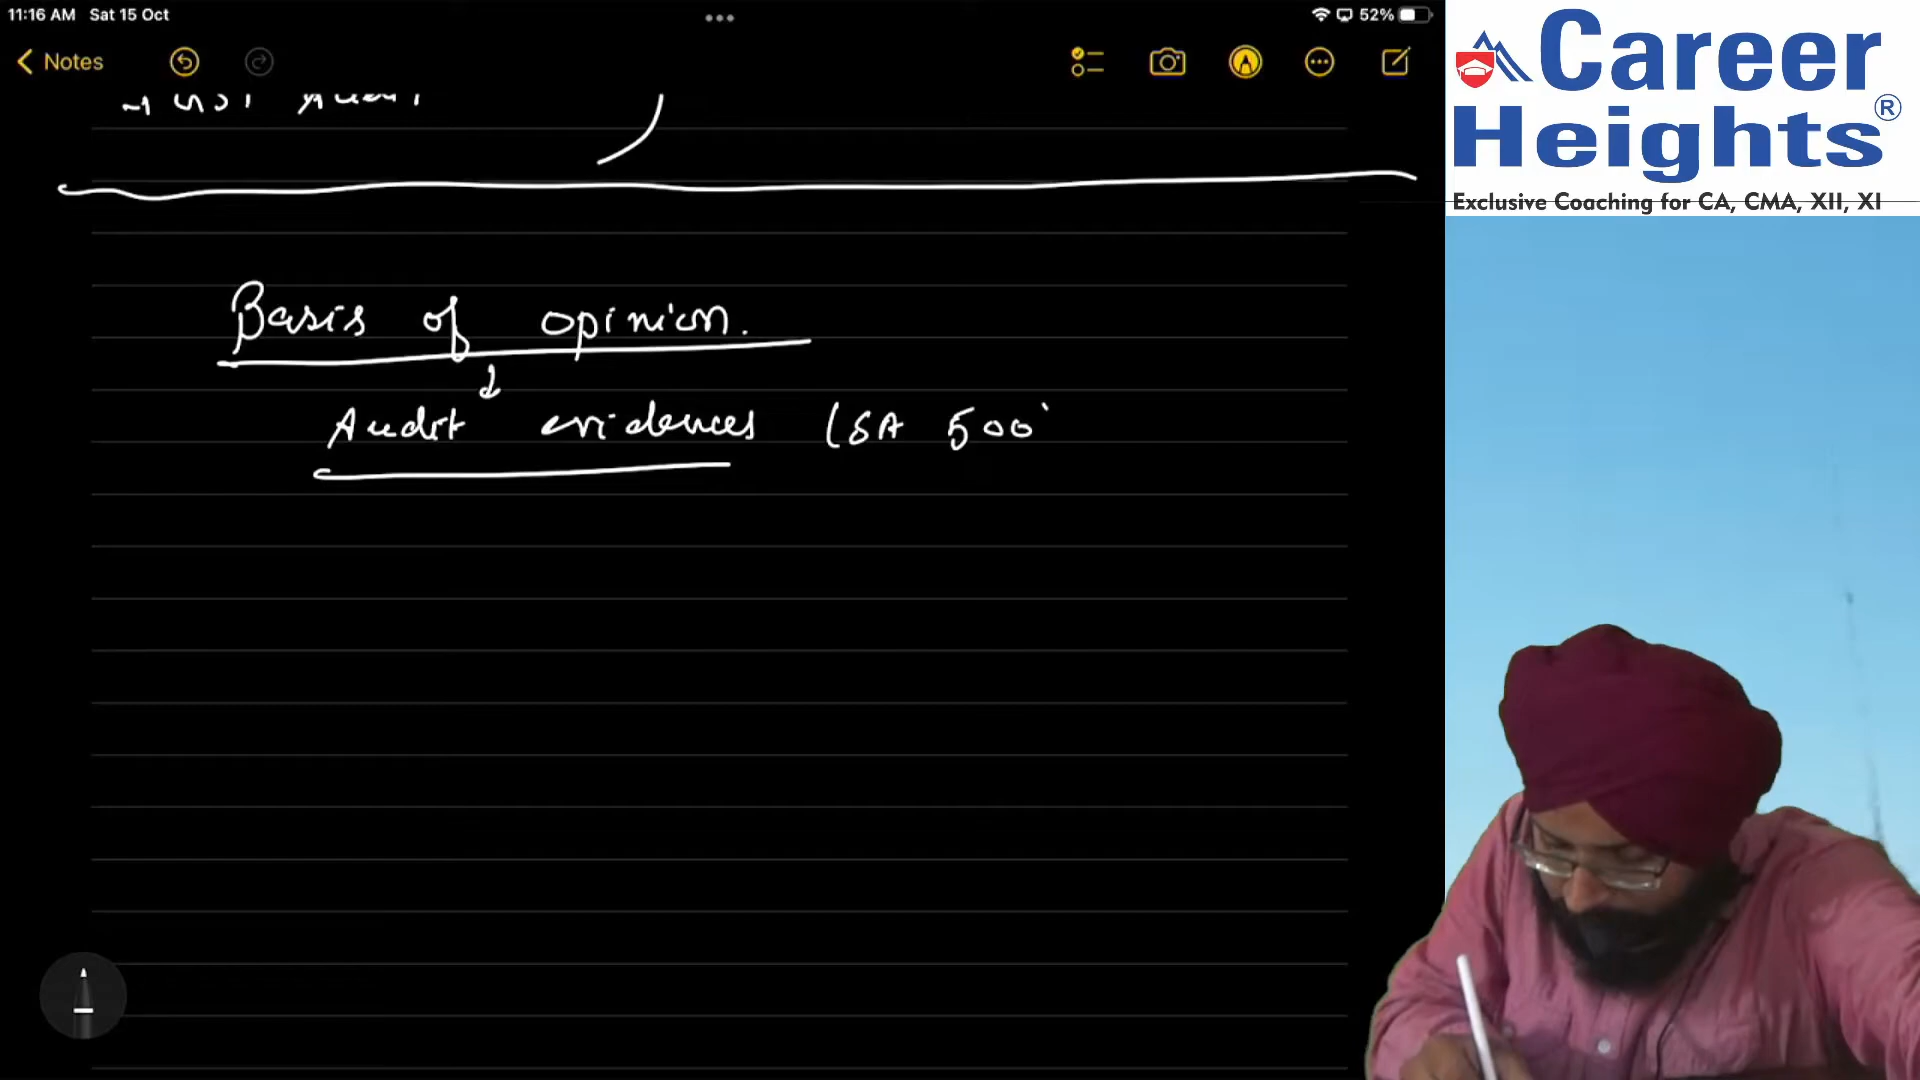 11:16 AM Sat 15 Oct
52%
Notes
Audit
Basis of opinion.
Audit evidences (SA 500
Career
Heights®
Exclusive Coaching for CA, CMA, XII, XI